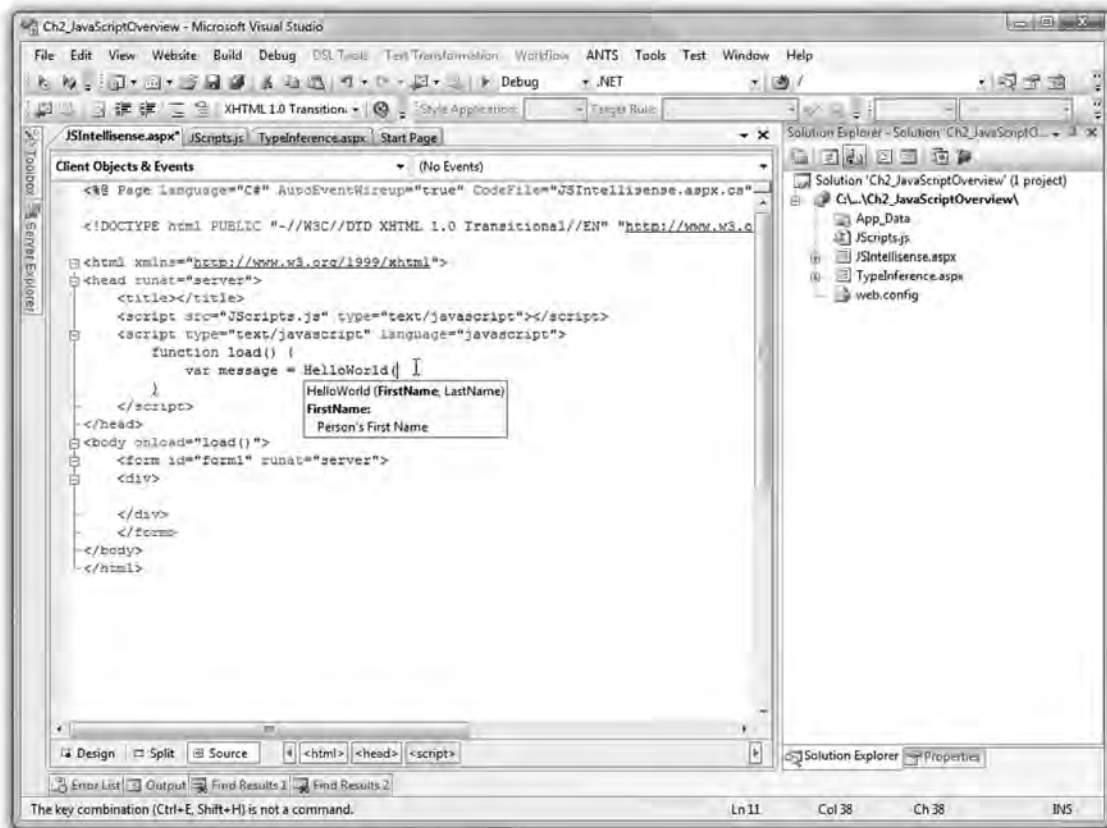 Ch2_JavaScriptOverview - Microsoft Visual Studio
File Edit View Website Build Debug DSL Tools Text Transformation Workflow ANTS Tools Test Window Help
Debug .NET /
XHTML 1.0 Transition. Style Application: Target Rule:
JSIntellisense.aspx* JScripts.js TypeInference.aspx Start Page
Client Objects & Events (No Events)
<%@ Page Language="C#" AutoEventWireup="true" CodeFile="JSIntellisense.aspx.cs"
<!DOCTYPE html PUBLIC "-//W3C//DTD XHTML 1.0 Transitional//EN" "http://www.w3.o
<html xmlns="http://www.w3.org/1999/xhtml">
<head runat="server">
<title></title>
<script src="JScripts.js" type="text/javascript"></script>
<script type="text/javascript" language="javascript">
function load() {
var message = HelloWorld(
}
HelloWorld (FirstName, LastName)
FirstName:
Person's First Name
</script>
</head>
<body onload="load()">
<form id="form1" runat="server">
<div>
</div>
</form>
</body>
</html>
Design Split Source <html> <head> <script>
Toolbox
Server Explorer
Solution Explorer - Solution 'Ch2_JavaScriptO...
Solution 'Ch2_JavaScriptOverview' (1 project)
C:\...\Ch2_JavaScriptOverview\
App_Data
JScripts.js
JSIntellisense.aspx
TypeInference.aspx
web.config
Solution Explorer Properties
Error List Output Find Results 1 Find Results 2
The key combination (Ctrl+E, Shift+H) is not a command. Ln 11 Col 38 Ch 38 INS